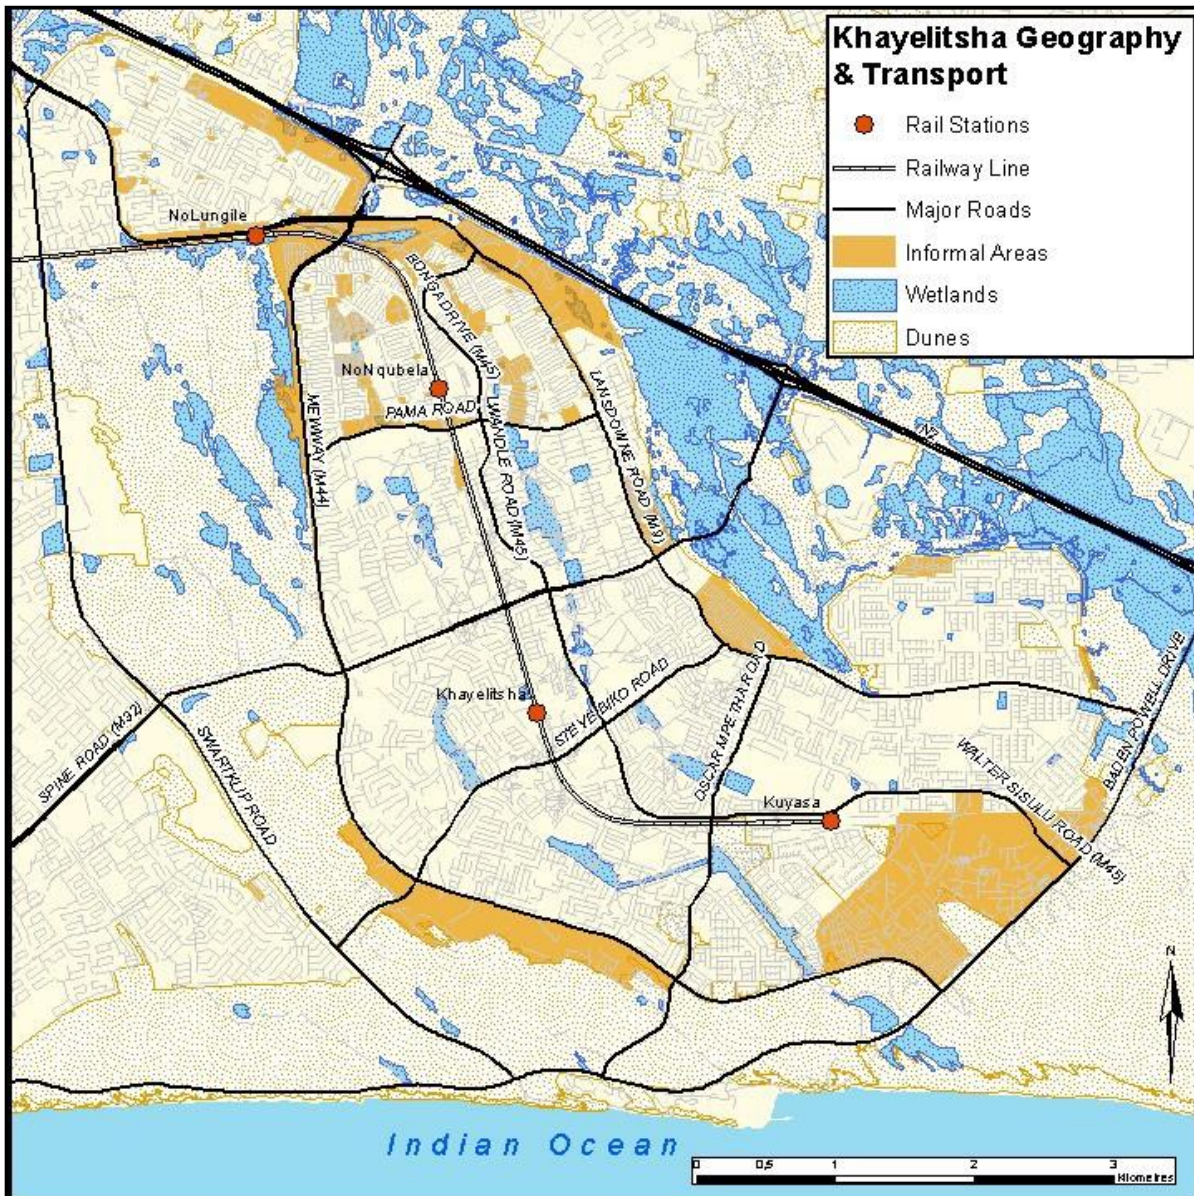 Khayelitsha Geography
& Transport
Rail Stations
Railway Line
Major Roads
Informal Areas
Wetlands
Dunes
NoLungile
BONGA DRIVE (M45)
NoNqubela
PAMA ROAD
MEWWAY (M44)
LWANDLE ROAD (M45)
LANSDOWNE ROAD (M9)
N2
Khayelitsha
STEVE BIKO ROAD
OSCAR MPETHA ROAD
SPINE ROAD (M32)
SWARTKLIP ROAD
Kuyasa
WALTER SISULU ROAD (M45)
BADEN POWELL DRIVE
N
Indian Ocean
0 0,5 1 2 3
Kilometres